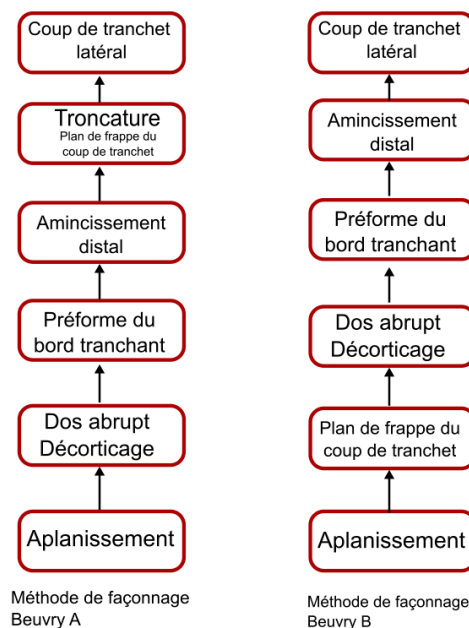 Coup de tranchet
latéral
Troncature
Plan de frappe du
coup de tranchet
Amincissement
distal
Préforme du
bord tranchant
Dos abrupt
Décorticage
Aplanissement
Méthode de façonnage
Beuvry A
Coup de tranchet
latéral
Amincissement
distal
Préforme du
bord tranchant
Dos abrupt
Décorticage
Plan de frappe du
coup de tranchet
Aplanissement
Méthode de façonnage
Beuvry B